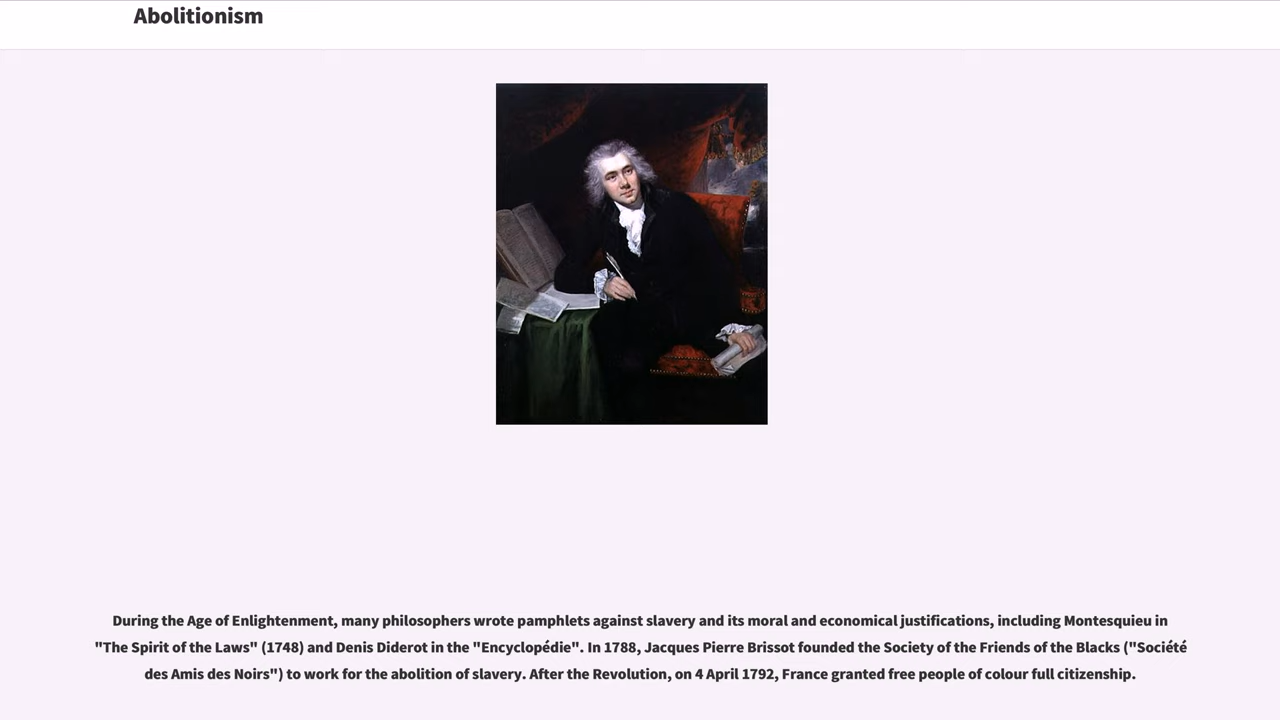 Abolitionism
During the Age of Enlightenment, many philosophers wrote pamphlets against slavery and its moral and economical justifications, including Montesquieu in
"The Spirit of the Laws" (1748) and Denis Diderot in the "Encyclopédie". In 1788, Jacques Pierre Brissot founded the Society of the Friends of the Blacks ("Société
des Amis des Noirs") to work for the abolition of slavery. After the Revolution, on 4 April 1792, France granted free people of colour full citizenship.